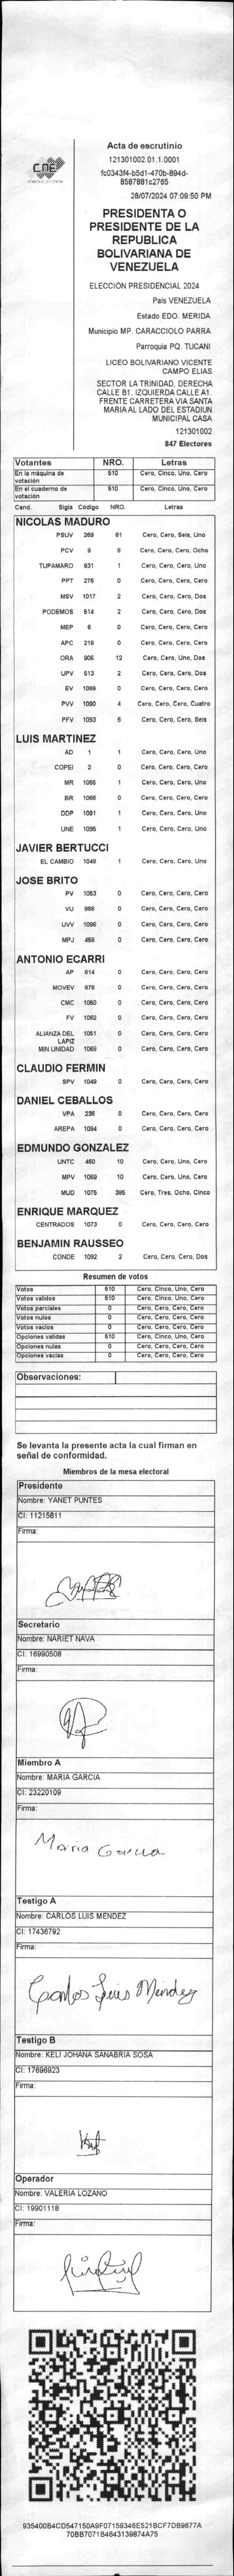 CNE
Acta de escrutinio
121301002.01.1.0001
fc0343f4-b5d1-470b-894d-
8587881c2765
28/07/2024 07:09:50 PM
PRESIDENTA O
PRESIDENTE DE LA
REPUBLICA
BOLIVARIANA DE
VENEZUELA
ELECCIÓN PRESIDENCIAL 2024
Pais VENEZUELA
Estado EDO. MERIDA
Municipio MP. CARACCIOLO PARRA
Parroquia PQ. TUCANI
LICEO BOLIVARIANO VICENTE
CAMPO ELIAS
SECTOR LA TRINIDAD, DERECHA
CALLE B1. IZQUIERDA CALLE A1.
FRENTE CARRETERA VIA SANTA
MARIA AL LADO DEL ESTADIUN
MUNICIPAL CASA
121301002
847 Electores
Votantes NRO. Letras
En la máquina de votación 510 Cero, Cinco, Uno, Cero
En el cuaderno de votación 510 Cero, Cinco, Uno, Cero
Cand. Sigla Código NRO. Letras
NICOLAS MADURO
PSUV 269 61 Cero, Cero, Seis, Uno
PCV 9 8 Cero, Cero, Cero, Ocho
TUPAMARO 931 1 Cero, Cero, Cero, Uno
PPT 276 0 Cero, Cero, Cero, Cero
MSV 1017 2 Cero, Cero, Cero, Dos
PODEMOS 514 2 Cero, Cero, Cero, Dos
MEP 6 0 Cero, Cero, Cero, Cero
APC 219 0 Cero, Cero, Cero, Cero
ORA 906 12 Cero, Cero, Uno, Dos
UPV 513 2 Cero, Cero, Cero, Dos
EV 1089 0 Cero, Cero, Cero, Cero
PVV 1090 4 Cero, Cero, Cero, Cuatro
PFV 1093 6 Cero, Cero, Cero, Seis
LUIS MARTINEZ
AD 1 1 Cero, Cero, Cero, Uno
COPEI 2 0 Cero, Cero, Cero, Cero
MR 1065 1 Cero, Cero, Cero, Uno
BR 1066 0 Cero, Cero, Cero, Cero
DDP 1091 1 Cero, Cero, Cero, Uno
UNE 1095 1 Cero, Cero, Cero, Uno
JAVIER BERTUCCI
EL CAMBIO 1048 1 Cero, Cero, Cero, Uno
JOSE BRITO
PV 1053 0 Cero, Cero, Cero, Cero
VU 868 0 Cero, Cero, Cero, Cero
UVV 1096 0 Cero, Cero, Cero, Cero
MPJ 459 0 Cero, Cero, Cero, Cero
ANTONIO ECARRI
AP 814 0 Cero, Cero, Cero, Cero
MOVEV 878 0 Cero, Cero, Cero, Cero
CMC 1050 0 Cero, Cero, Cero, Cero
FV 1062 0 Cero, Cero, Cero, Cero
ALIANZA DEL LAPIZ 1051 0 Cero, Cero, Cero, Cero
MIN UNIDAD 1068 0 Cero, Cero, Cero, Cero
CLAUDIO FERMIN
SPV 1049 0 Cero, Cero, Cero, Cero
DANIEL CEBALLOS
VPA 236 0 Cero, Cero, Cero, Cero
AREPA 1094 0 Cero, Cero, Cero, Cero
EDMUNDO GONZALEZ
UNTC 460 10 Cero, Cero, Uno, Cero
MPV 1069 10 Cero, Cero, Uno, Cero
MUD 1075 385 Cero, Tres, Ocho, Cinco
ENRIQUE MARQUEZ
CENTRADOS 1073 0 Cero, Cero, Cero, Cero
BENJAMIN RAUSSEO
CONDE 1092 2 Cero, Cero, Cero, Dos
Resumen de votos
Votos 510 Cero, Cinco, Uno, Cero
Votos validos 510 Cero, Cinco, Uno, Cero
Votos parciales 0 Cero, Cero, Cero, Cero
Votos nulos 0 Cero, Cero, Cero, Cero
Votos vacios 0 Cero, Cero, Cero, Cero
Opciones validas 510 Cero, Cinco, Uno, Cero
Opciones nulas 0 Cero, Cero, Cero, Cero
Opciones vacias 0 Cero, Cero, Cero, Cero
Observaciones:
Se levanta la presente acta la cual firman en
señal de conformidad.
Miembros de la mesa electoral
Presidente
Nombre: YANET PUNTES
CI: 11215811
Firma:
Secretario
Nombre: NARIET NAVA
CI: 16990508
Firma:
Miembro A
Nombre: MARIA GARCIA
CI: 23220109
Firma:
Maria Garcia
Testigo A
Nombre: CARLOS LUIS MENDEZ
CI: 17436792
Firma:
Carlos Luis Méndez
Testigo B
Nombre: KELI JOHANA SANABRIA SOSA
CI: 17696923
Firma:
Operador
Nombre: VALERIA LOZANO
CI: 19901118
Firma:
935400B4CD547150A9F07159346E521BCF7DB9677A
70BB7071B4643139874A75